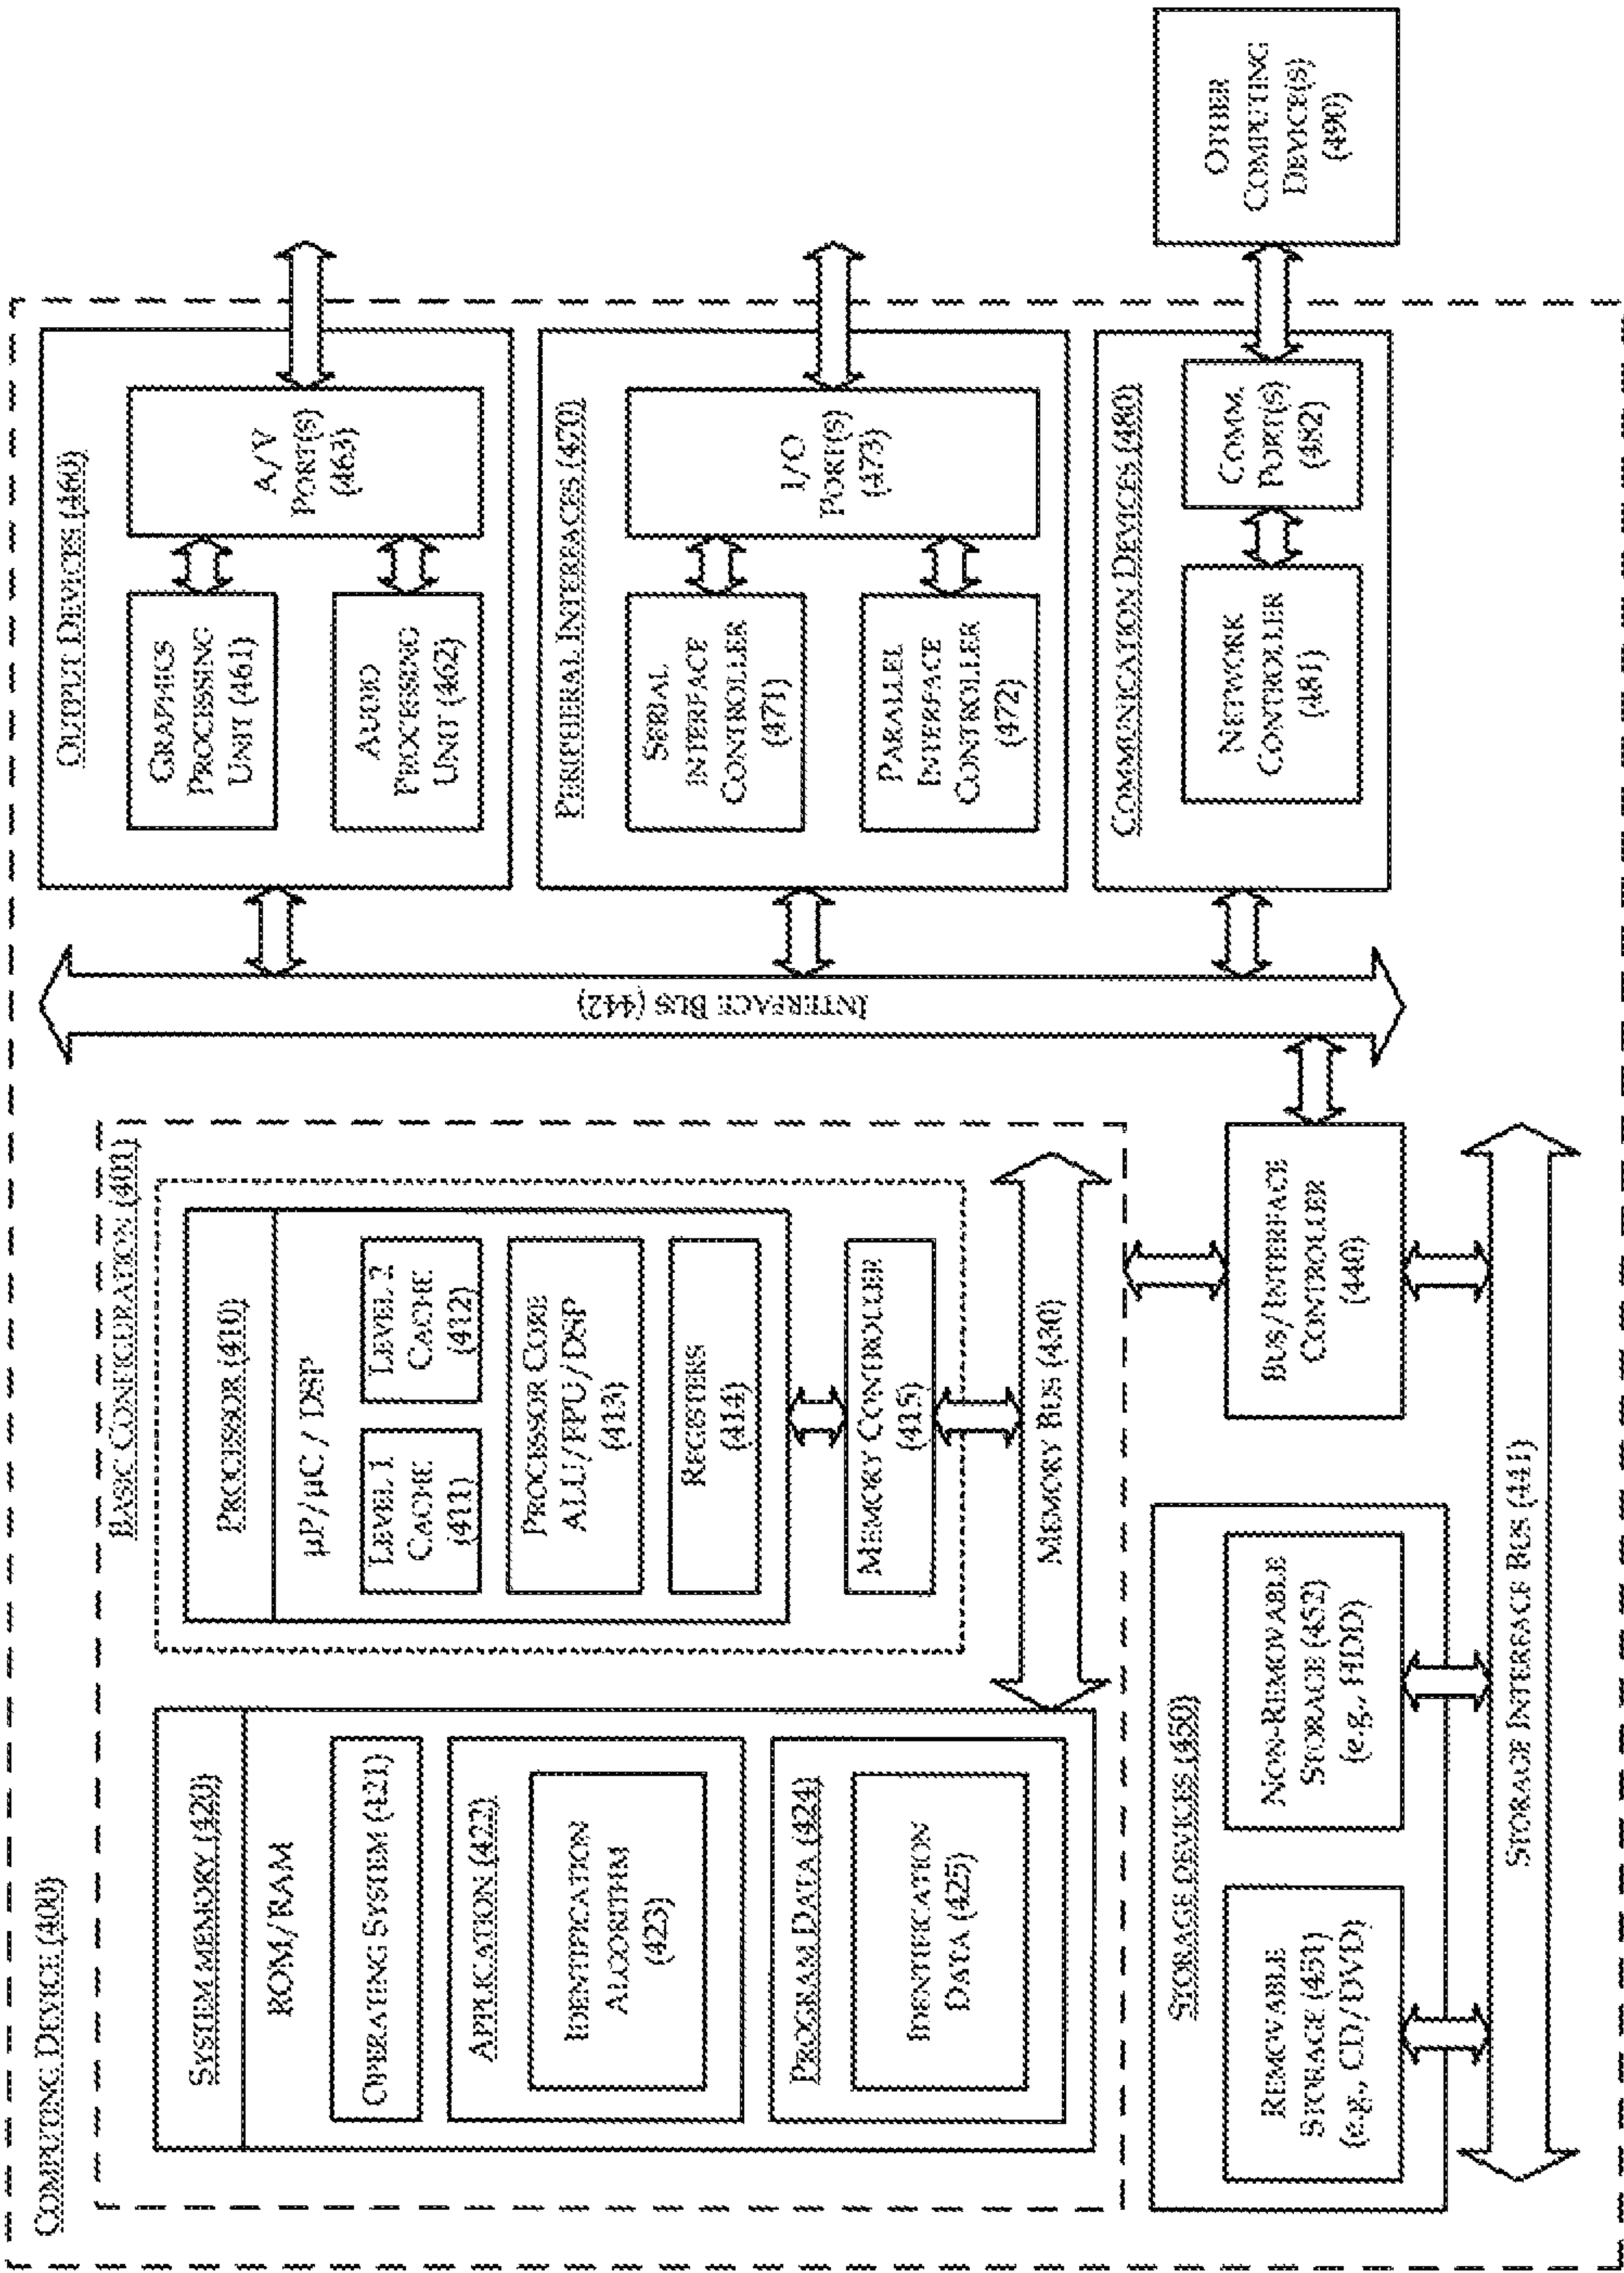 COMPUTING DEVICE (400)
BASIC CONFIGURATION (401)
SYSTEM MEMORY (420)
ROM/RAM
OPERATING SYSTEM (421)
APPLICATION (422)
IDENTIFICATION
ALGORITHM
(423)
PROGRAM DATA (424)
IDENTIFICATION
DATA (425)
PROCESSOR (410)
µP/µC / DSP
LEVEL 1
CACHE
(411)
LEVEL 2
CACHE
(412)
PROCESSOR CORE
ALU/FPU/DSP
(413)
REGISTERS
(414)
MEMORY CONTROLLER
(415)
MEMORY BUS (430)
STORAGE DEVICES (450)
REMOVABLE
STORAGE (451)
(e.g., CD/DVD)
NON-REMOVABLE
STORAGE (452)
(e.g., HDD)
BUS/INTERFACE
CONTROLLER
(440)
STORAGE INTERFACE BUS (441)
INTERFACE BUS (442)
OUTPUT DEVICES (460)
GRAPHICS
PROCESSING
UNIT (461)
AUDIO
PROCESSING
UNIT (462)
A/V
PORT(S)
(463)
PERIPHERAL INTERFACES (470)
SERIAL
INTERFACE
CONTROLLER
(471)
PARALLEL
INTERFACE
CONTROLLER
(472)
I/O
PORT(S)
(473)
COMMUNICATION DEVICES (480)
NETWORK
CONTROLLER
(481)
COMM.
PORT(S)
(482)
OTHER
COMPUTING
DEVICE(S)
(490)